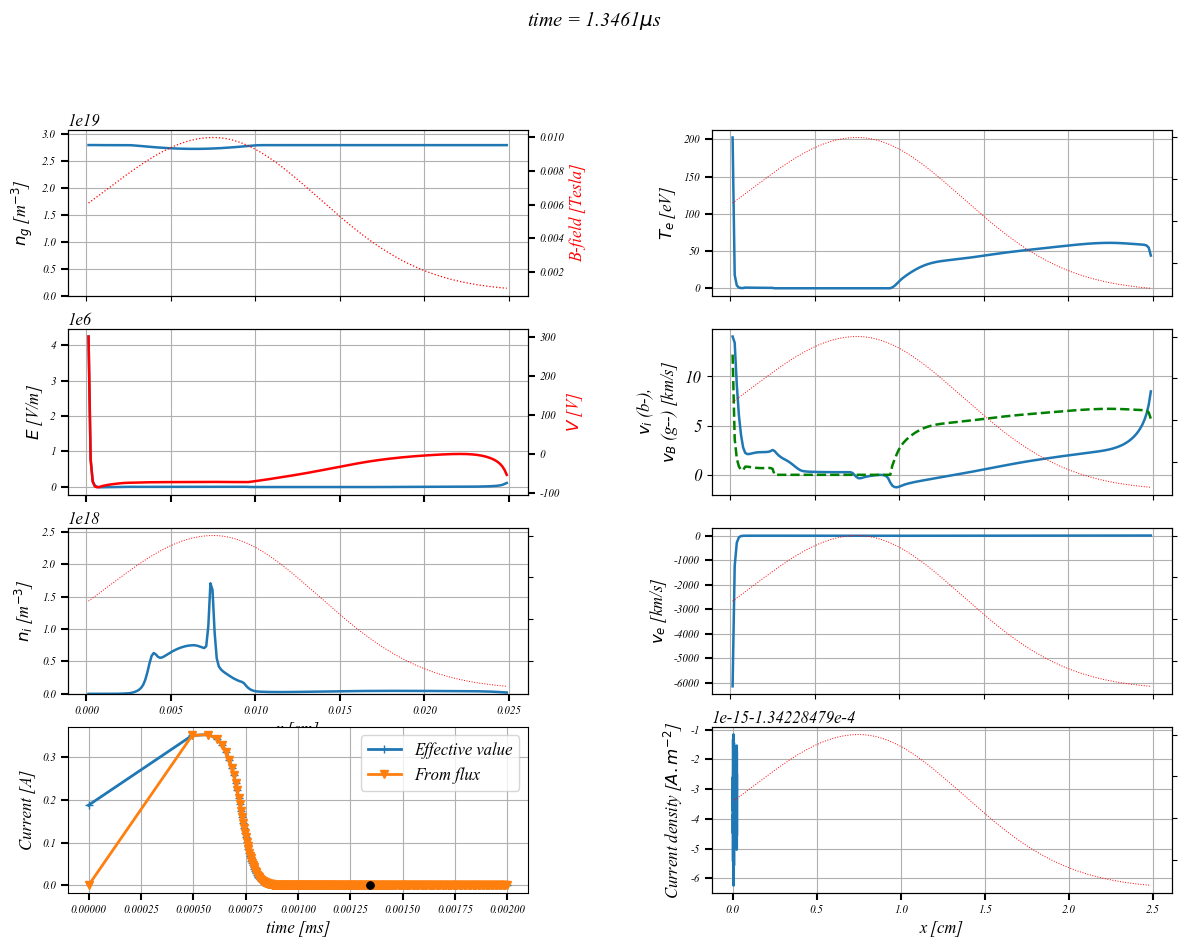 time = 1.3461μs
1e19
3.0
2.5
2.0
1.5
1.0
0.5
0.0
n_g [m⁻³]
0.010
0.008
0.006
0.004
0.002
B-field [Tesla]
200
150
100
50
0
T_e [eV]
1e6
4
3
2
1
0
E [V/m]
300
200
100
0
-100
V [V]
10
5
0
v_i (b-),
v_B (g--) [km/s]
1e18
2.5
2.0
1.5
1.0
0.5
0.0
n_i [m⁻³]
0.000 0.005 0.010 0.015 0.020 0.025
0
-1000
-2000
-3000
-4000
-5000
-6000
v_e [km/s]
0.3
0.2
0.1
0.0
Current [A]
Effective value
From flux
0.00000 0.00025 0.00050 0.00075 0.00100 0.00125 0.00150 0.00175 0.00200
time [ms]
1e-15-1.34228479e-4
-1
-2
-3
-4
-5
-6
Current density [A.m⁻²]
0.0 0.5 1.0 1.5 2.0 2.5
x [cm]